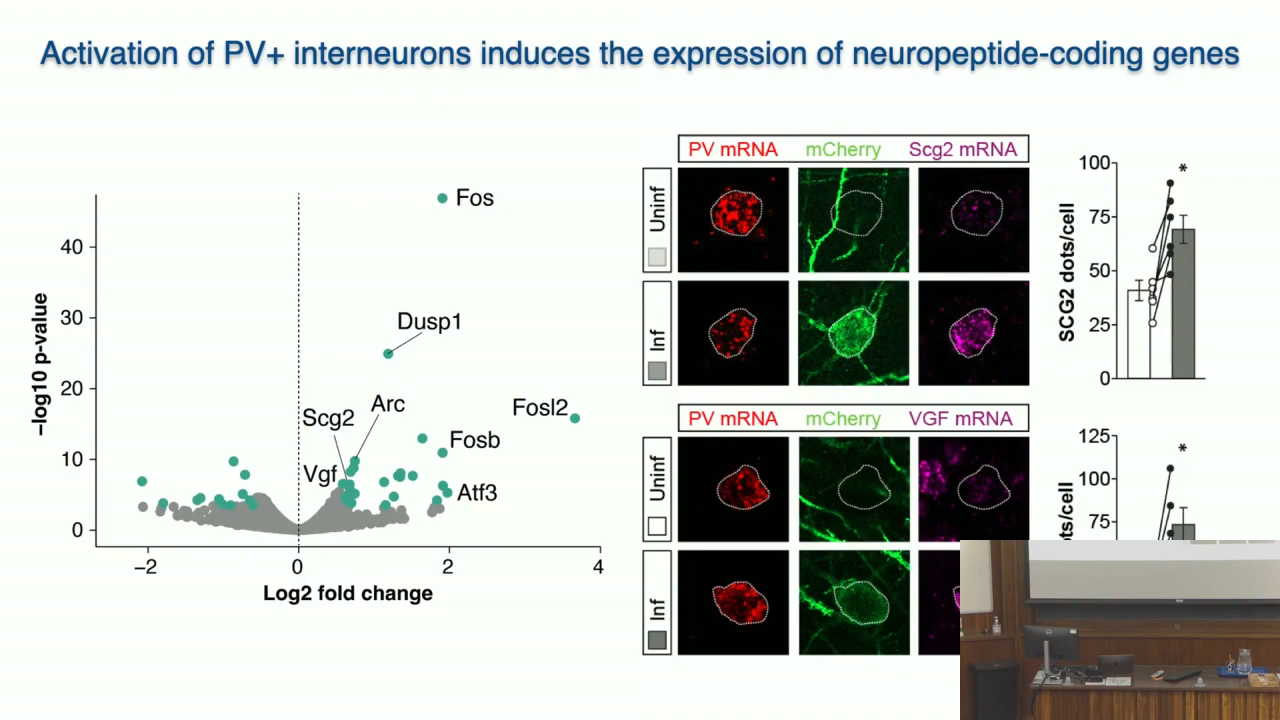 Activation of PV+ interneurons induces the expression of neuropeptide-coding genes
−log10 p-value
40
30
20
10
0
−2
0
2
4
Log2 fold change
Fos
Dusp1
Arc
Scg2
Fosl2
Fosb
Vgf
Atf3
PV mRNA mCherry Scg2 mRNA
Uninf
Inf
SCG2 dots/cell
100
75
50
25
0
*
PV mRNA mCherry VGF mRNA
Uninf
Inf
125
100
75
*